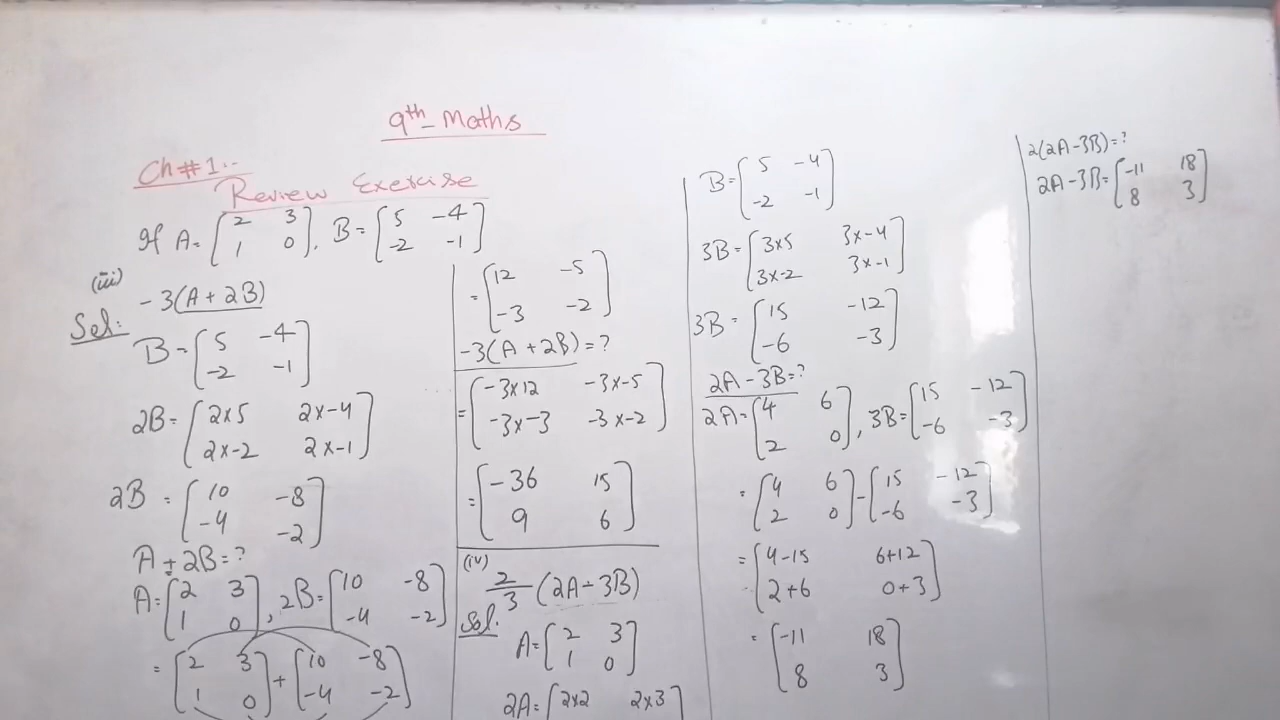 9th_Maths
Ch#1..
Review Exercise
If A=[2 3
1 0], B=[5 -4
-2 -1]
(iii)
-3(A+2B)
Sol:
B=[5 -4
-2 -1]
2B=[2x5 2x-4
2x-2 2x-1]
2B=[10 -8
-4 -2]
A+2B=?
A=[2 3
1 0], 2B=[10 -8
-4 -2]
=[2 3
1 0]+[10 -8
-4 -2]
=[12 -5
-3 -2]
-3(A+2B)=?
=[-3x12 -3x-5
-3x-3 -3x-2]
=[-36 15
9 6]
(iv)
2/3(2A-3B)
Sol.
A=[2 3
1 0]
2A=[2x2 2x3
B=[5 -4
-2 -1]
3B=[3x5 3x-4
3x-2 3x-1]
3B=[15 -12
-6 -3]
2A-3B=?
2A=[4 6
2 0], 3B=[15 -12
-6 -3]
=[4 6
2 0]-[15 -12
-6 -3]
=[4-15 6+12
2+6 0+3]
=[-11 18
8 3]
2(2A-3B)=?
2A-3B=[-11 18
8 3]